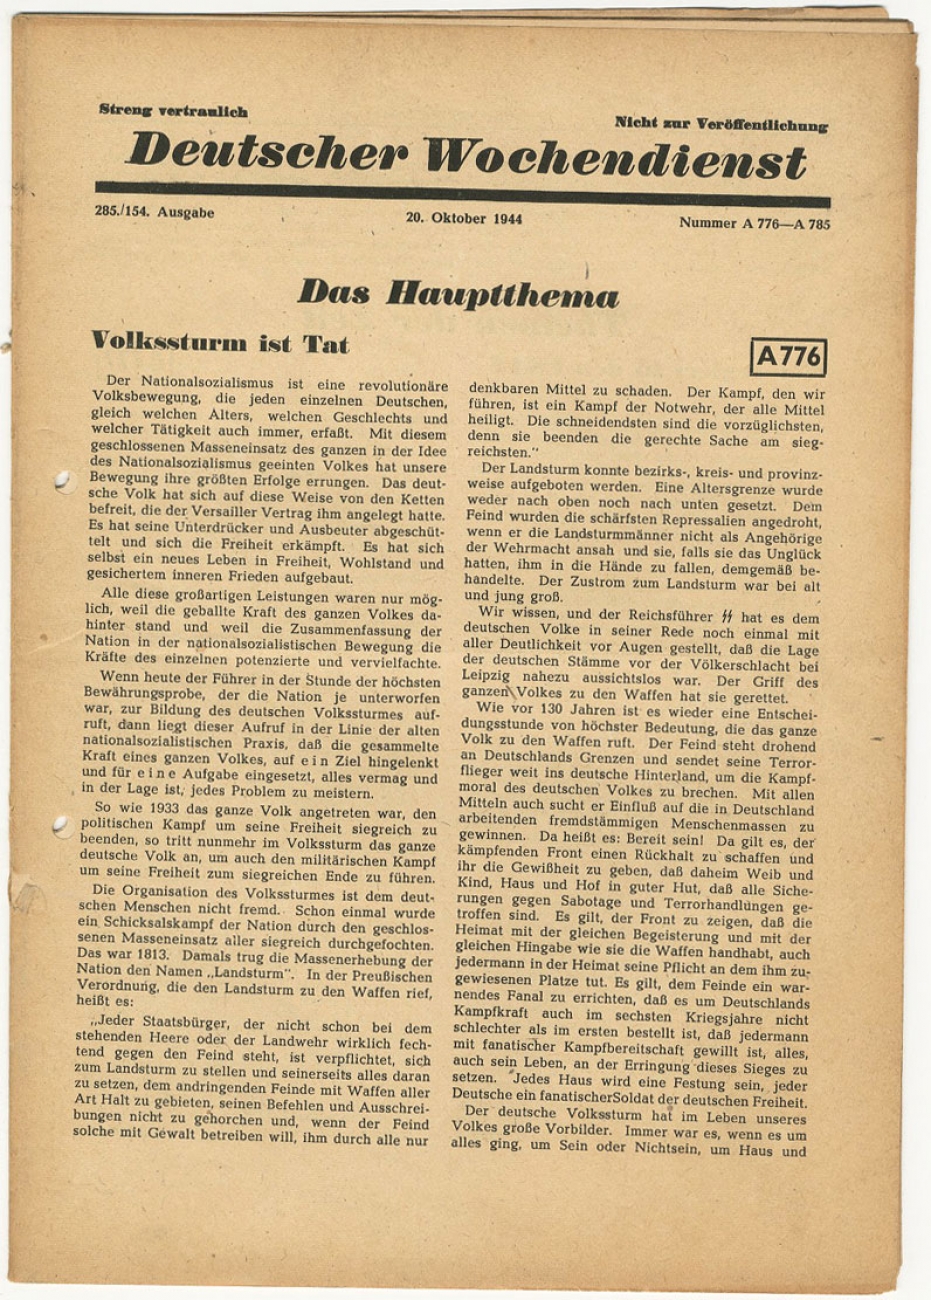 Streng vertraulich
Nicht zur Veröffentlichung
Deutscher Wochendienst
285./154. Ausgabe
20. Oktober 1944
Nummer A 776—A 785
Das Hauptthema
Volkssturm ist Tat
A 776
Der Nationalsozialismus ist eine revolutionäre
Volksbewegung, die jeden einzelnen Deutschen,
gleich welchen Alters, welchen Geschlechts und
welcher Tätigkeit auch immer, erfaßt. Mit diesem
geschlossenen Masseneinsatz des ganzen in der Idee
des Nationalsozialismus geeinten Volkes hat unsere
Bewegung ihre größten Erfolge errungen. Das deut-
sche Volk hat sich auf diese Weise von den Ketten
befreit, die der Versailler Vertrag ihm angelegt hatte.
Es hat seine Unterdrücker und Ausbeuter abgeschüt-
telt und sich die Freiheit erkämpft. Es hat sich
selbst ein neues Leben in Freiheit, Wohlstand und
gesichertem inneren Frieden aufgebaut.
Alle diese großartigen Leistungen waren nur mög-
lich, weil die geballte Kraft des ganzen Volkes da-
hinter stand und weil die Zusammenfassung der
Nation in der nationalsozialistischen Bewegung die
Kräfte des einzelnen potenzierte und vervielfachte.
Wenn heute der Führer in der Stunde der höchsten
Bewährungsprobe, der die Nation je unterworfen
war, zur Bildung des deutschen Volkssturmes auf-
ruft, dann liegt dieser Aufruf in der Linie der alten
nationalsozialistischen Praxis, daß die gesammelte
Kraft eines ganzen Volkes, auf e i n Ziel hingelenkt
und für e i n e Aufgabe eingesetzt, alles vermag und
in der Lage ist, jedes Problem zu meistern.
So wie 1933 das ganze Volk angetreten war, den
politischen Kampf um seine Freiheit siegreich zu
beenden, so tritt nunmehr im Volkssturm das ganze
deutsche Volk an, um auch den militärischen Kampf
um seine Freiheit zum siegreichen Ende zu führen.
Die Organisation des Volkssturmes ist dem deut-
schen Menschen nicht fremd. Schon einmal wurde
ein Schicksalskampf der Nation durch den geschlos-
senen Masseneinsatz aller siegreich durchgefochten.
Das war 1813. Damals trug die Massenerhebung der
Nation den Namen „Landsturm". In der Preußischen
Verordnung, die den Landsturm zu den Waffen rief,
heißt es:
„Jeder Staatsbürger, der nicht schon bei dem
stehenden Heere oder der Landwehr wirklich fech-
tend gegen den Feind steht, ist verpflichtet, sich
zum Landsturm zu stellen und seinerseits alles daran
zu setzen, dem andringenden Feinde mit Waffen aller
Art Halt zu gebieten, seinen Befehlen und Ausschrei-
bungen nicht zu gehorchen und, wenn der Feind
solche mit Gewalt betreiben will, ihm durch alle nur
denkbaren Mittel zu schaden. Der Kampf, den wir
führen, ist ein Kampf der Notwehr, der alle Mittel
heiligt. Die schneidendsten sind die vorzüglichsten,
denn sie beenden die gerechte Sache am sieg-
reichsten."
Der Landsturm konnte bezirks-, kreis- und provinz-
weise aufgeboten werden. Eine Altersgrenze wurde
weder nach oben noch nach unten gesetzt. Dem
Feind wurden die schärfsten Repressalien angedroht,
wenn er die Landsturmmänner nicht als Angehörige
der Wehrmacht ansah und sie, falls sie das Unglück
hatten, ihm in die Hände zu fallen, demgemäß be-
handelte. Der Zustrom zum Landsturm war bei alt
und jung groß.
Wir wissen, und der Reichsführer ᛋᛋ hat es dem
deutschen Volke in seiner Rede noch einmal mit
aller Deutlichkeit vor Augen gestellt, daß die Lage
der deutschen Stämme vor der Völkerschlacht bei
Leipzig nahezu aussichtslos war. Der Griff des
ganzen Volkes zu den Waffen hat sie gerettet.
Wie vor 130 Jahren ist es wieder eine Entschei-
dungsstunde von höchster Bedeutung, die das ganze
Volk zu den Waffen ruft. Der Feind steht drohend
an Deutschlands Grenzen und sendet seine Terror-
flieger weit ins deutsche Hinterland, um die Kampf-
moral des deutschen Volkes zu brechen. Mit allen
Mitteln auch sucht er Einfluß auf die in Deutschland
arbeitenden fremdstämmigen Menschenmassen zu
gewinnen. Da heißt es: Bereit sein! Da gilt es, der
kämpfenden Front einen Rückhalt zu schaffen und
ihr die Gewißheit zu geben, daß daheim Weib und
Kind, Haus und Hof in guter Hut, daß alle Siche-
rungen gegen Sabotage und Terrorhandlungen ge-
troffen sind. Es gilt, der Front zu zeigen, daß die
Heimat mit der gleichen Begeisterung und mit der
gleichen Hingabe wie sie die Waffen handhabt, auch
jedermann in der Heimat seine Pflicht an dem ihm zu-
gewiesenen Platze tut. Es gilt, dem Feinde ein war-
nendes Fanal zu errichten, daß es um Deutschlands
Kampfkraft auch im sechsten Kriegsjahre nicht
schlechter als im ersten bestellt ist, daß jedermann
mit fanatischer Kampfbereitschaft gewillt ist, alles,
auch sein Leben, an der Erringung dieses Sieges zu
setzen. Jedes Haus wird eine Festung sein, jeder
Deutsche ein fanatischerSoldat der deutschen Freiheit.
Der deutsche Volkssturm hat im Leben unseres
Volkes große Vorbilder. Immer war es, wenn es um
alles ging, um Sein oder Nichtsein, um Haus und